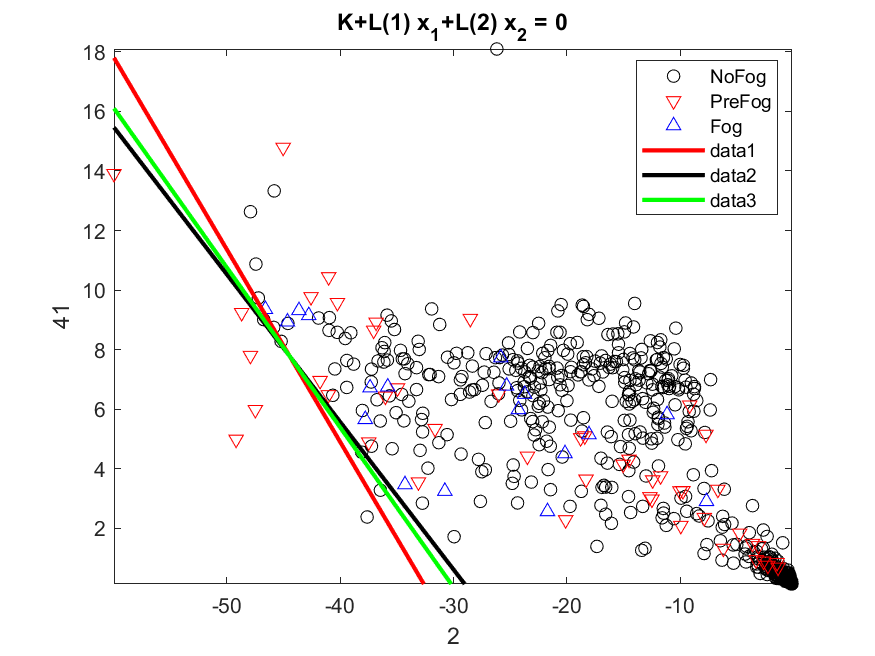 K+L(1) x1+L(2) x2 = 0
18
16
14
12
10
8
6
4
2
41
-50
-40
-30
-20
-10
2
NoFog
PreFog
Fog
data1
data2
data3